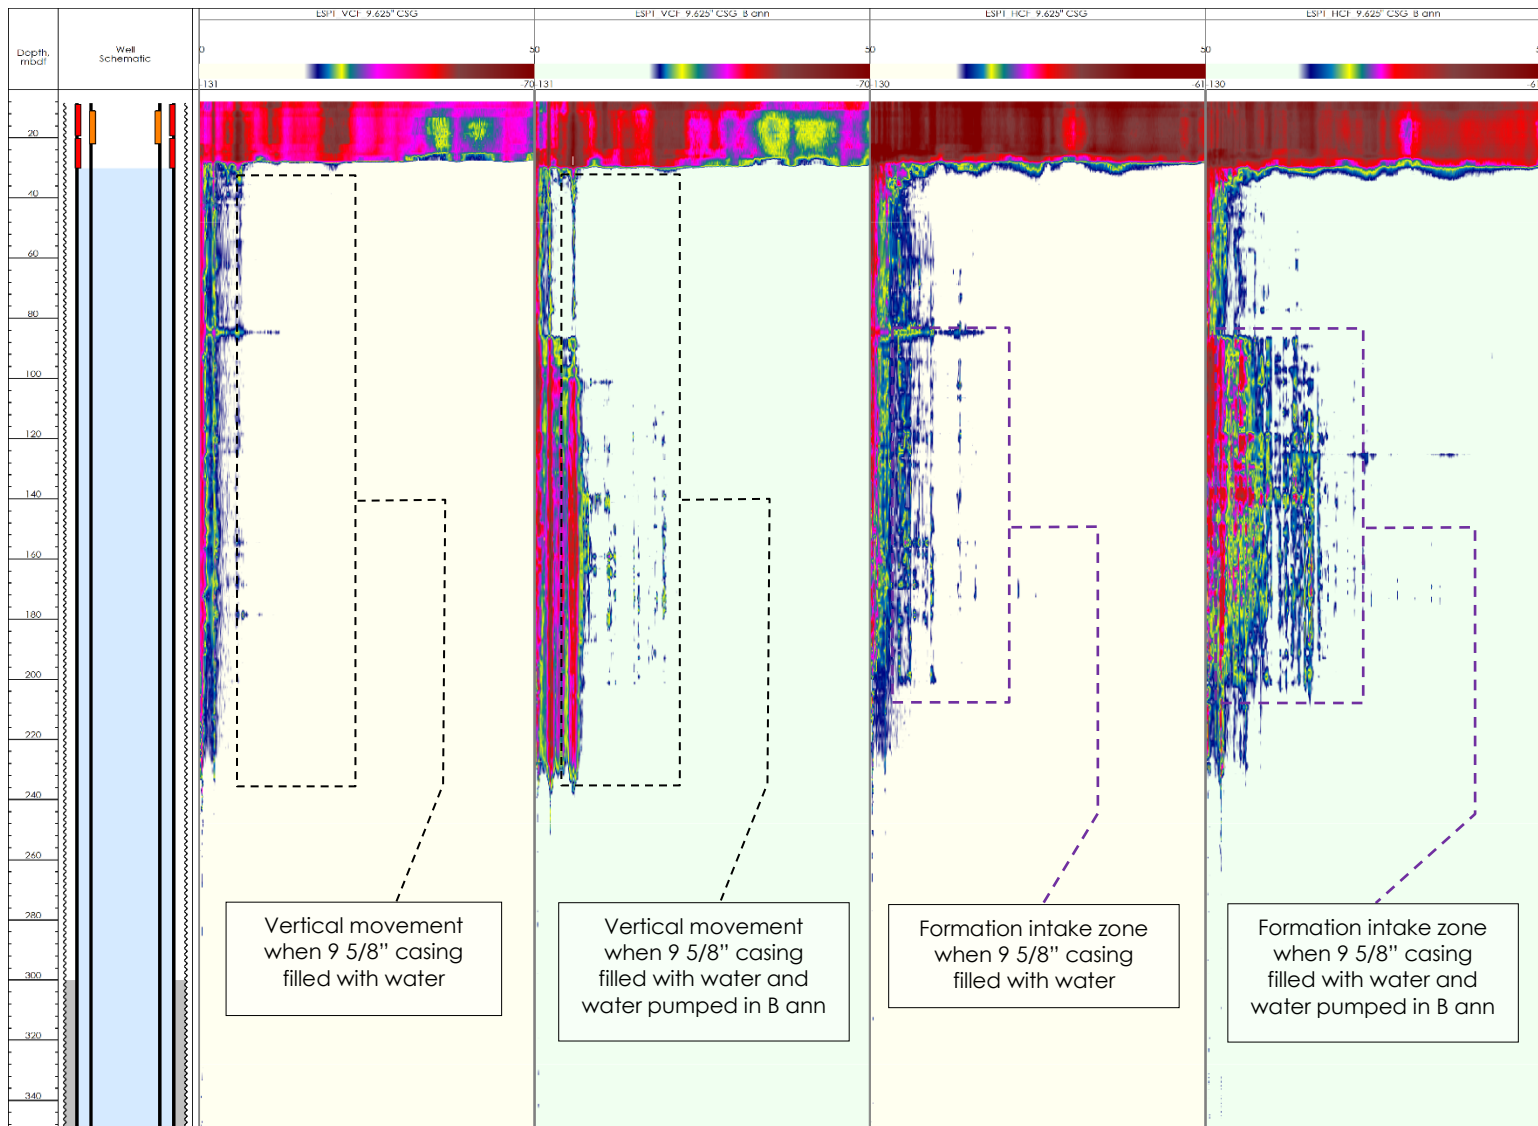 ESPT VCF 9.625" CSG
ESPT VCF 9.625" CSG B ann
ESPT HCF 9.625" CSG
ESPT HCF 9.625" CSG B ann
Depth,
mbdf
Well
Schematic
0
50
50
50
-131
-70
-131
-70
-130
-61
-130
20
40
60
80
100
120
140
160
180
200
220
240
260
280
300
320
340
Vertical movement
when 9 5/8” casing
filled with water
Vertical movement
when 9 5/8” casing
filled with water and
water pumped in B ann
Formation intake zone
when 9 5/8” casing
filled with water
Formation intake zone
when 9 5/8” casing
filled with water and
water pumped in B ann